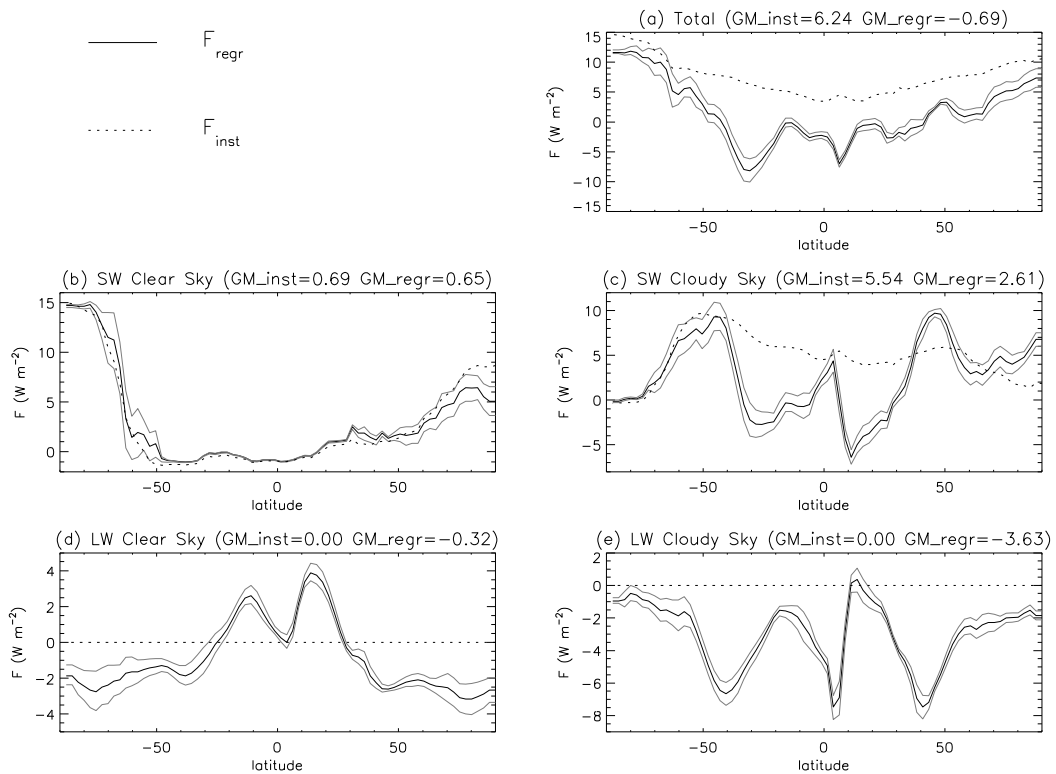 F_regr
F_inst
(a) Total (GM_inst=6.24 GM_regr=−0.69)
15
10
5
0
−5
−10
−15
F (W m⁻²)
−50 0 50
latitude
(b) SW Clear Sky (GM_inst=0.69 GM_regr=0.65)
15
10
5
0
F (W m⁻²)
−50 0 50
latitude
(c) SW Cloudy Sky (GM_inst=5.54 GM_regr=2.61)
10
5
0
−5
F (W m⁻²)
−50 0 50
latitude
(d) LW Clear Sky (GM_inst=0.00 GM_regr=−0.32)
4
2
0
−2
−4
F (W m⁻²)
−50 0 50
latitude
(e) LW Cloudy Sky (GM_inst=0.00 GM_regr=−3.63)
0
−2
−4
−6
−8
F (W m⁻²)
−50 0 50
latitude